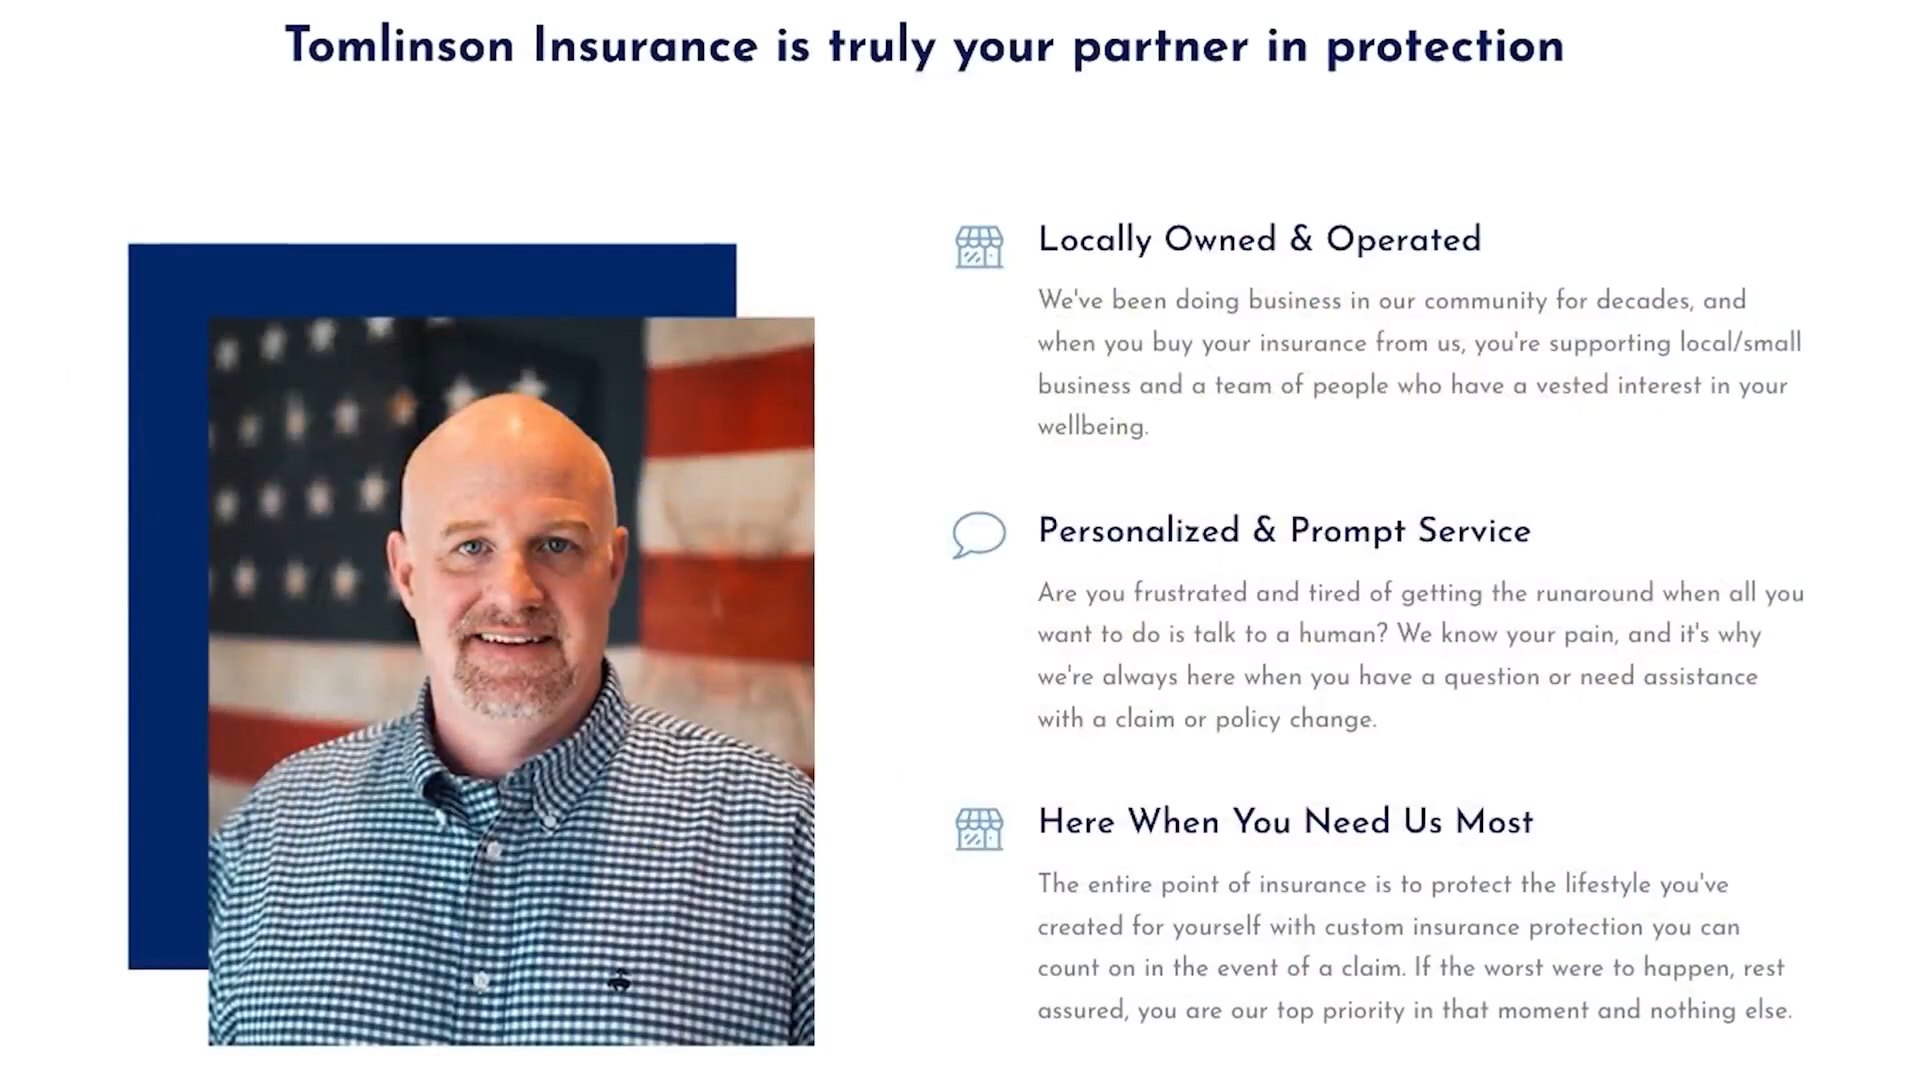 Tomlinson Insurance is truly your partner in protection
Locally Owned & Operated
We've been doing business in our community for decades, and
when you buy your insurance from us, you're supporting local/small
business and a team of people who have a vested interest in your
wellbeing.
Personalized & Prompt Service
Are you frustrated and tired of getting the runaround when all you
want to do is talk to a human? We know your pain, and it's why
we're always here when you have a question or need assistance
with a claim or policy change.
Here When You Need Us Most
The entire point of insurance is to protect the lifestyle you've
created for yourself with custom insurance protection you can
count on in the event of a claim. If the worst were to happen, rest
assured, you are our top priority in that moment and nothing else.